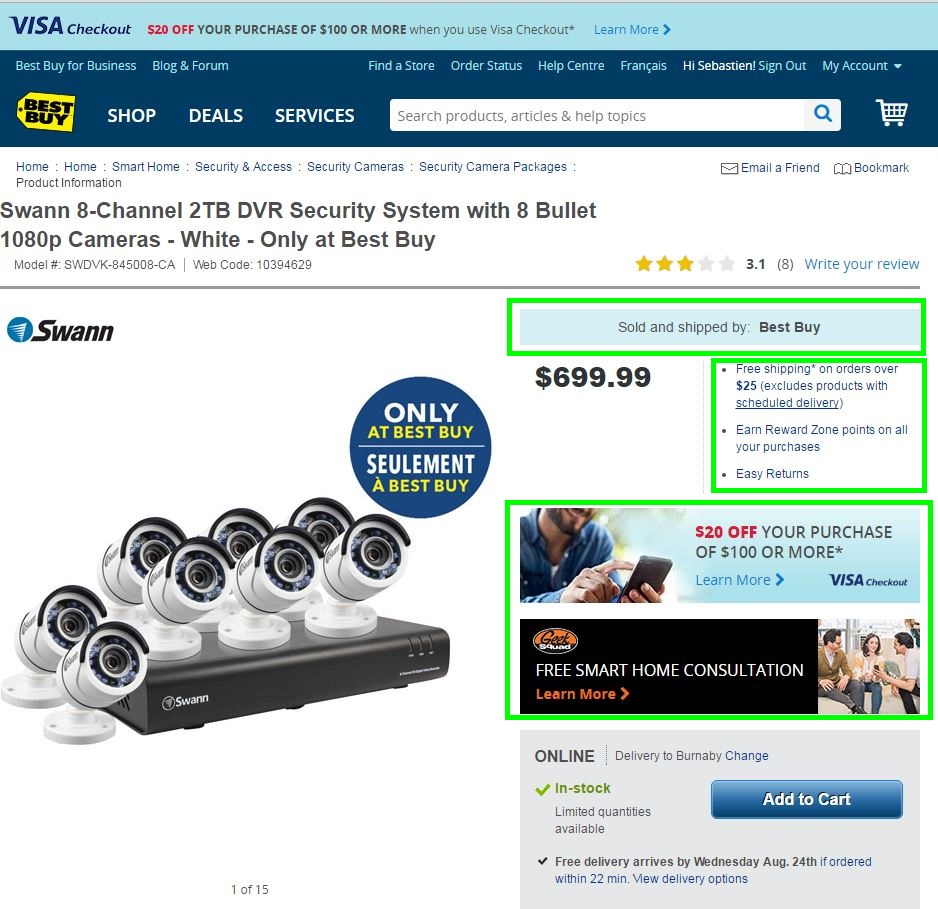 VISA Checkout $20 OFF YOUR PURCHASE OF $100 OR MORE when you use Visa Checkout* Learn More
Best Buy for Business Blog & Forum Find a Store Order Status Help Centre Français Hi Sebastien! Sign Out My Account
BEST BUY SHOP DEALS SERVICES Search products, articles & help topics
Home : Home : Smart Home : Security & Access : Security Cameras : Security Camera Packages :
Product Information
Email a Friend Bookmark
Swann 8-Channel 2TB DVR Security System with 8 Bullet
1080p Cameras - White - Only at Best Buy
Model #: SWDVK-845008-CA | Web Code: 10394629
3.1 (8) Write your review
Swann
ONLY
AT BEST BUY
SEULEMENT
À BEST BUY
Swann
1 of 15
Sold and shipped by: Best Buy
$699.99
• Free shipping* on orders over
$25 (excludes products with
scheduled delivery)
• Earn Reward Zone points on all
your purchases
• Easy Returns
$20 OFF YOUR PURCHASE
OF $100 OR MORE*
Learn More VISA Checkout
Geek Squad
FREE SMART HOME CONSULTATION
Learn More
ONLINE Delivery to Burnaby Change
In-stock
Limited quantities
available
Add to Cart
Free delivery arrives by Wednesday Aug. 24th if ordered
within 22 min. View delivery options